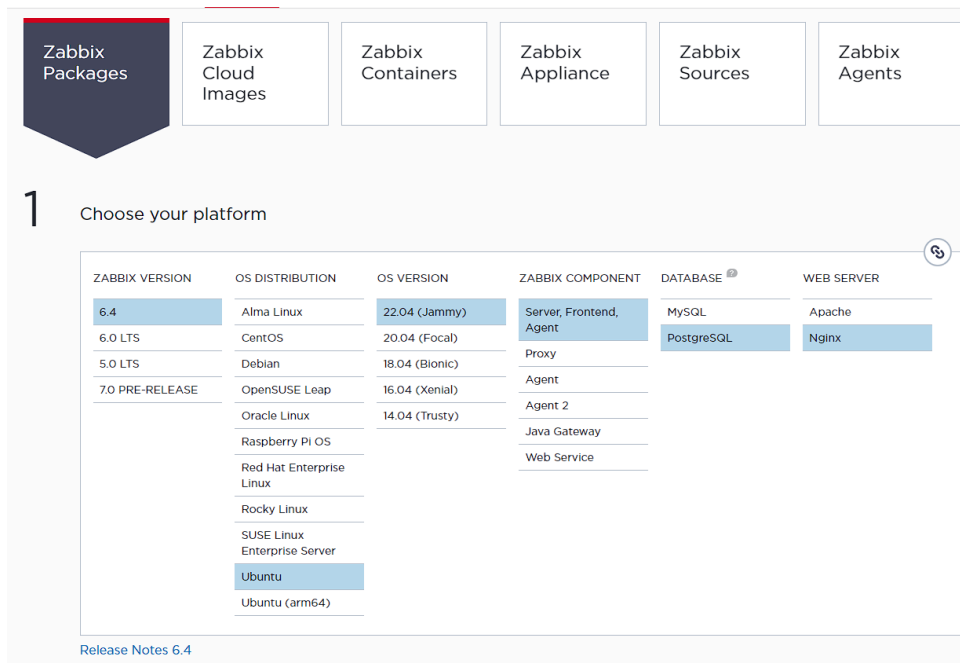 Zabbix
Packages
Zabbix
Cloud
Images
Zabbix
Containers
Zabbix
Appliance
Zabbix
Sources
Zabbix
Agents
1
Choose your platform
ZABBIX VERSION
6.4
6.0 LTS
5.0 LTS
7.0 PRE-RELEASE
OS DISTRIBUTION
Alma Linux
CentOS
Debian
OpenSUSE Leap
Oracle Linux
Raspberry Pi OS
Red Hat Enterprise
Linux
Rocky Linux
SUSE Linux
Enterprise Server
Ubuntu
Ubuntu (arm64)
OS VERSION
22.04 (Jammy)
20.04 (Focal)
18.04 (Bionic)
16.04 (Xenial)
14.04 (Trusty)
ZABBIX COMPONENT
Server, Frontend,
Agent
Proxy
Agent
Agent 2
Java Gateway
Web Service
DATABASE ?
MySQL
PostgreSQL
WEB SERVER
Apache
Nginx
Release Notes 6.4